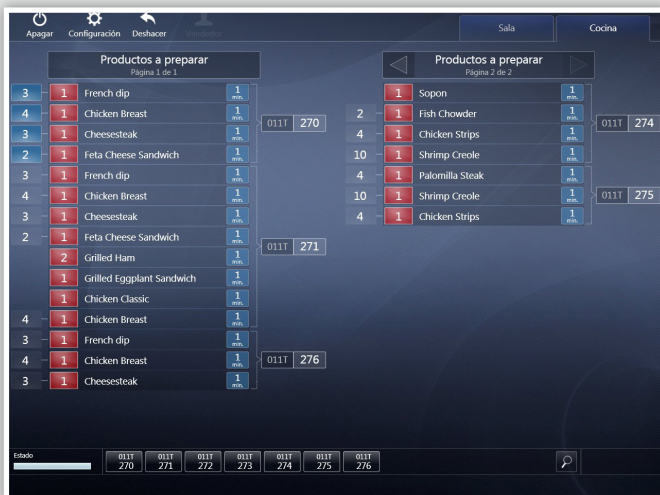 Apagar Configuración Deshacer Vendedor Sala Cocina
Productos a preparar
Página 1 de 1
3 1 French dip 1 min.
4 1 Chicken Breast 1 min.
3 1 Cheesesteak 1 min.
2 1 Feta Cheese Sandwich 1 min.
011T 270
3 1 French dip 1 min.
4 1 Chicken Breast 1 min.
3 1 Cheesesteak 1 min.
2 1 Feta Cheese Sandwich 1 min.
2 Grilled Ham 1 min.
1 Grilled Eggplant Sandwich 1 min.
1 Chicken Classic 1 min.
4 1 Chicken Breast 1 min.
011T 271
3 1 French dip 1 min.
4 1 Chicken Breast 1 min.
3 1 Cheesesteak 1 min.
011T 276
Productos a preparar
Página 2 de 2
1 Sopon 1 min.
2 1 Fish Chowder 1 min.
4 1 Chicken Strips 1 min.
10 1 Shrimp Creole 1 min.
011T 274
4 1 Palomilla Steak 1 min.
10 1 Shrimp Creole 1 min.
4 1 Chicken Strips 1 min.
011T 275
Estado
011T 270
011T 271
011T 272
011T 273
011T 274
011T 275
011T 276